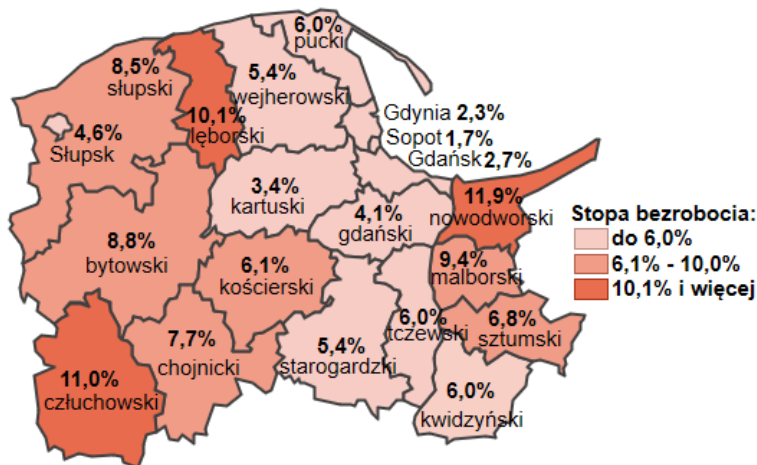 6,0%
pucki
8,5%
słupski
5,4%
wejherowski
10,1%
lęborski
4,6%
Słupsk
Gdynia 2,3%
Sopot 1,7%
Gdańsk 2,7%
3,4%
kartuski
4,1%
gdański
11,9%
nowodworski
8,8%
bytowski
6,1%
kościerski
9,4%
malborski
7,7%
chojnicki
5,4%
starogardzki
6,0%
tczewski
6,8%
sztumski
11,0%
człuchowski
6,0%
kwidzyński
Stopa bezrobocia:
do 6,0%
6,1% - 10,0%
10,1% i więcej